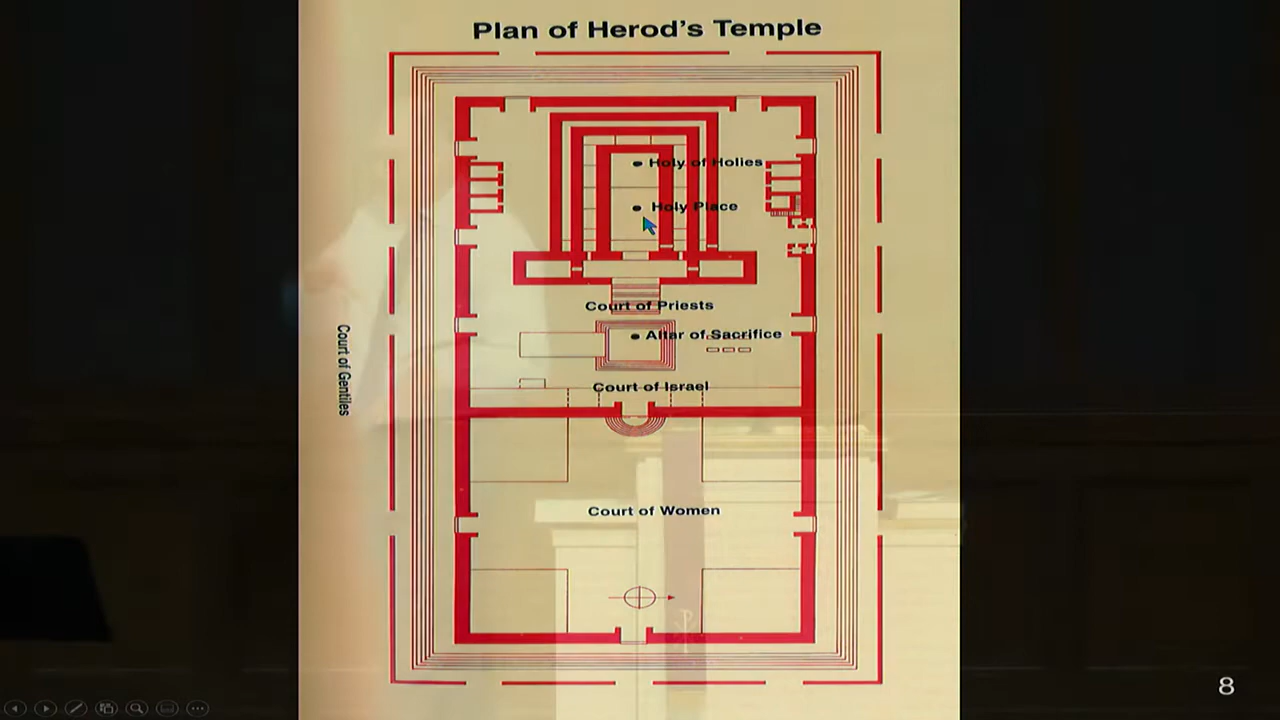 Plan of Herod's Temple
Holy of Holies
Holy Place
Court of Priests
Altar of Sacrifice
Court of Israel
Court of Gentiles
Court of Women
8